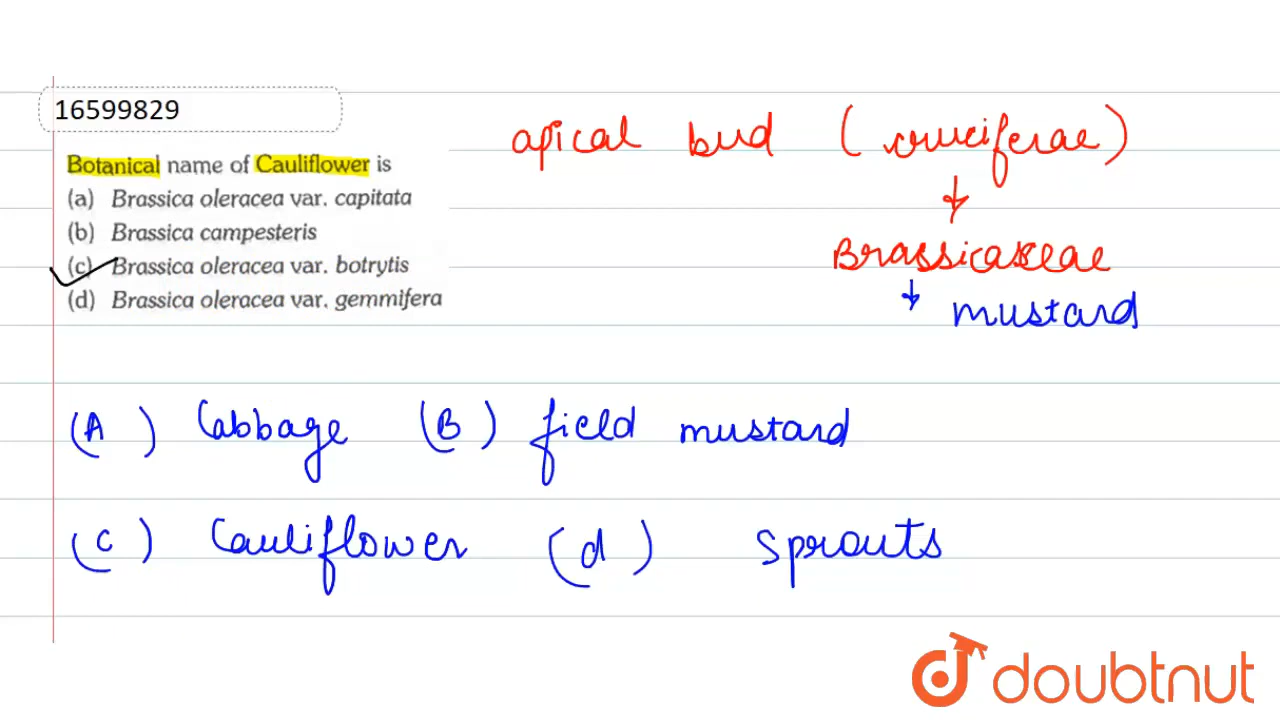 16599829
Botanical name of Cauliflower is
(a) Brassica oleracea var. capitata
(b) Brassica campesteris
(c) Brassica oleracea var. botrytis
(d) Brassica oleracea var. gemmifera
apical bud (cruciferae)
Brassicaceae
mustard
(A) Cabbage (B) field mustard
(C) Cauliflower (d) sprouts
doubtnut